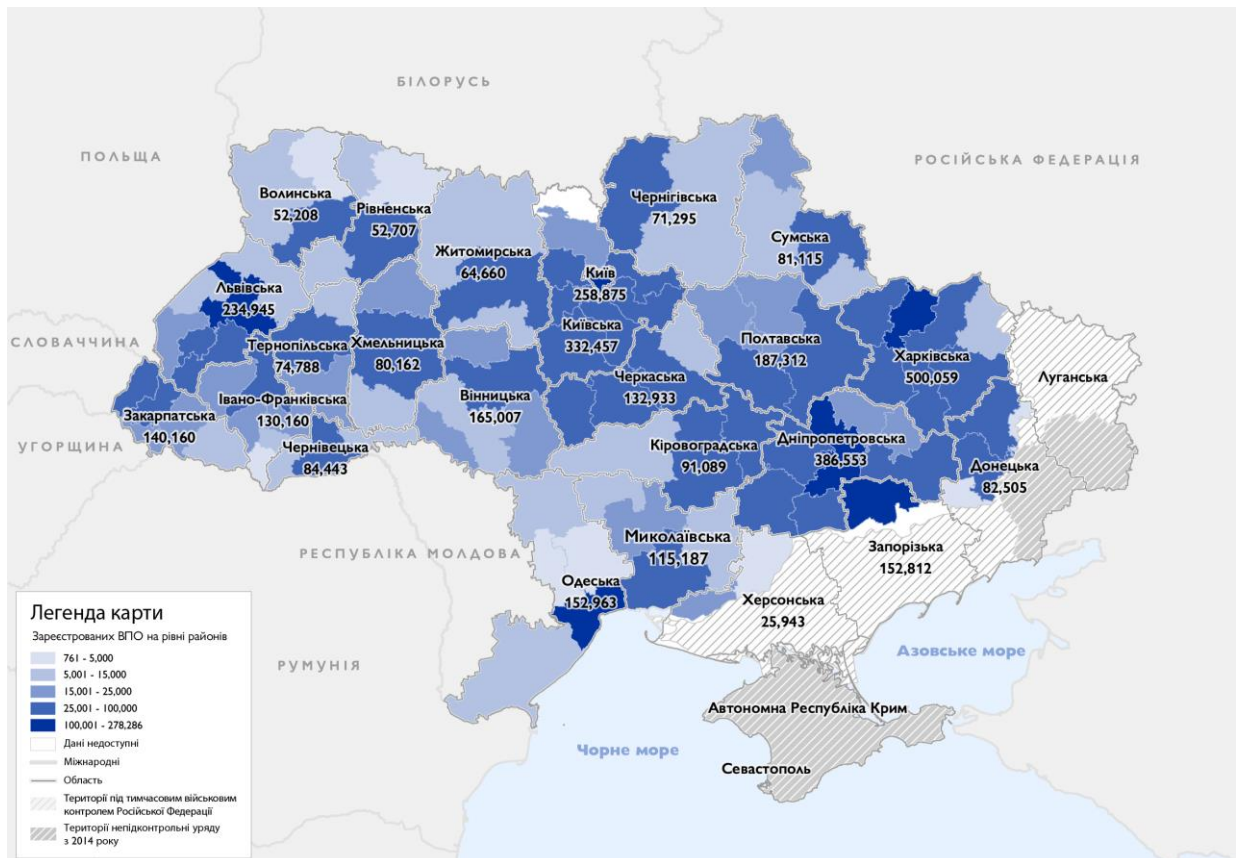 БІЛОРУСЬ
ПОЛЬЩА
РОСІЙСЬКА ФЕДЕРАЦІЯ
Волинська
52,208
Рівненська
52,707
Чернігівська
71,295
Сумська
81,115
Житомирська
64,660
Київ
258,875
Львівська
234,945
Київська
332,457
СЛОВАЧЧИНА
Тернопільська
74,788
Хмельницька
80,162
Полтавська
187,312
Харківська
500,059
Луганська
Черкаська
132,933
Вінницька
165,007
Івано-Франківська
130,160
Закарпатська
140,160
УГОРЩИНА
Чернівецька
84,443
Кіровоградська
91,089
Дніпропетровська
386,553
Донецька
82,505
РЕСПУБЛІКА МОЛДОВА
Миколаївська
115,187
Запорізька
152,812
Одеська
152,963
Херсонська
25,943
РУМУНІЯ
Азовське море
Автономна Республіка Крим
Чорне море
Севастополь
Легенда карти
Зареєстрованих ВПО на рівні районів
761 - 5,000
5,001 - 15,000
15,001 - 25,000
25,001 - 100,000
100,001 - 278,286
Дані недоступні
Міжнародні
Область
Території під тимчасовим військовим
контролем Російської Федерації
Території непідконтрольні уряду
з 2014 року